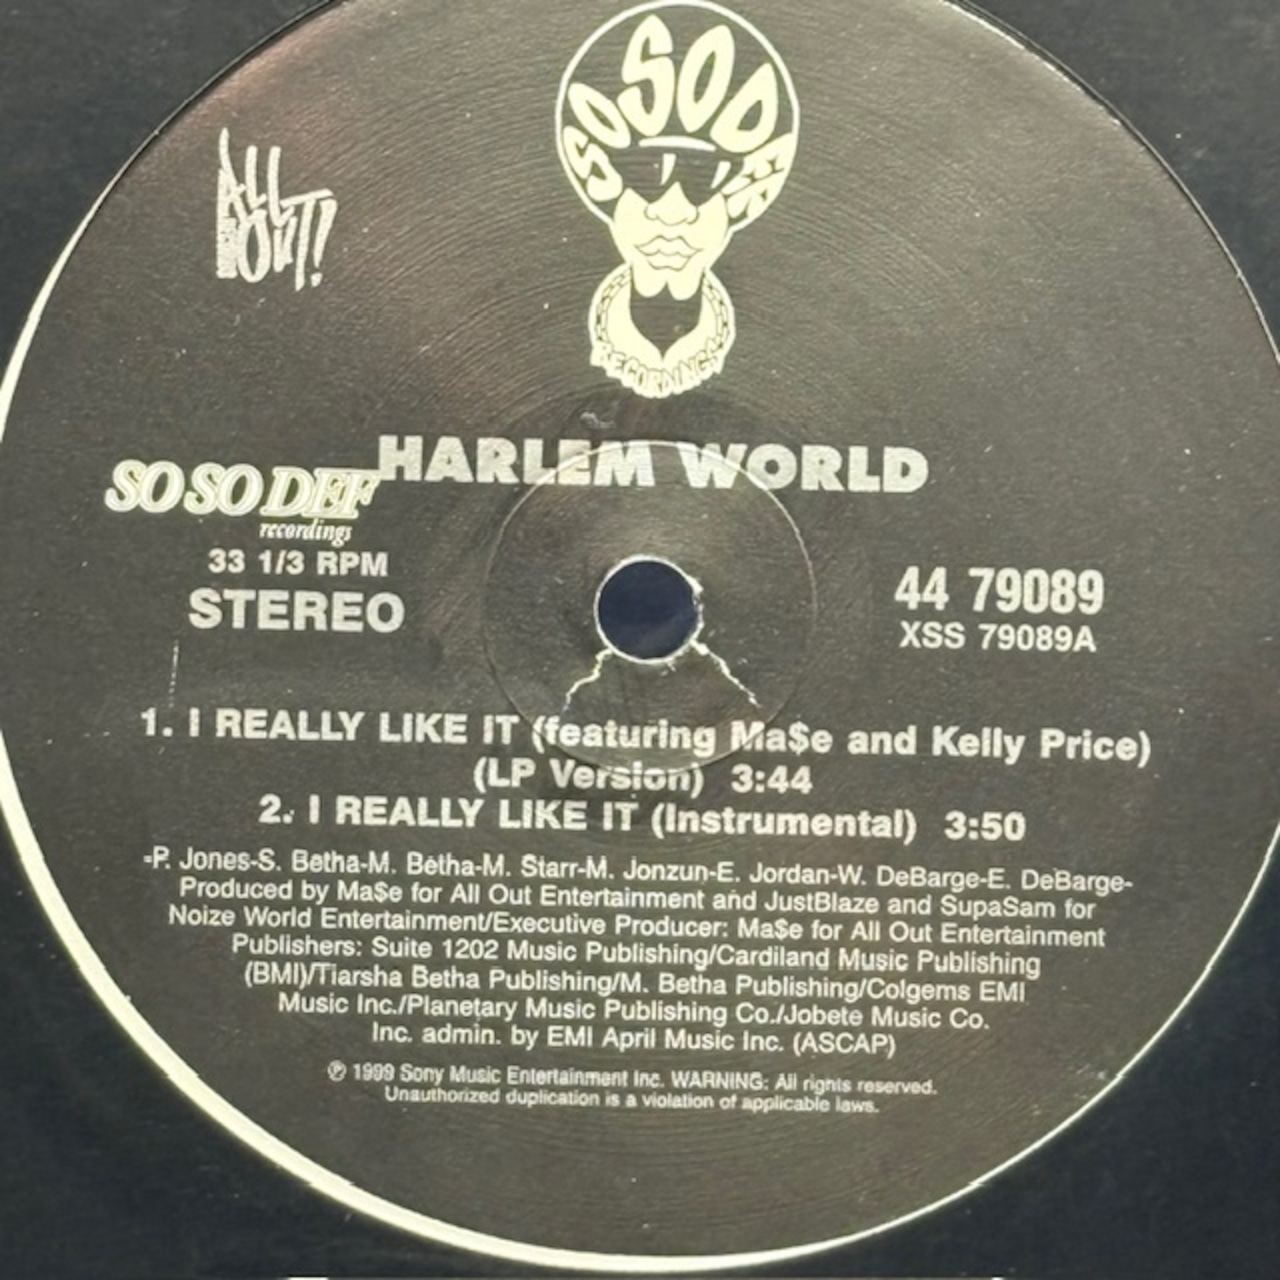 SO SO DEF
RECORDINGS
ALL OUT!
HARLEM WORLD
SO SO DEF
recordings
33 1/3 RPM
STEREO
44 79089
XSS 79089A
1. I REALLY LIKE IT (featuring Ma$e and Kelly Price)
(LP Version) 3:44
2. I REALLY LIKE IT (Instrumental) 3:50
-P. Jones-S. Betha-M. Betha-M. Starr-M. Jonzun-E. Jordan-W. DeBarge-E. DeBarge-
Produced by Ma$e for All Out Entertainment and JustBlaze and SupaSam for
Noize World Entertainment/Executive Producer: Ma$e for All Out Entertainment
Publishers: Suite 1202 Music Publishing/Cardiland Music Publishing
(BMI)/Tiarsha Betha Publishing/M. Betha Publishing/Colgems EMI
Music Inc./Planetary Music Publishing Co./Jobete Music Co.
Inc. admin. by EMI April Music Inc. (ASCAP)
℗ 1999 Sony Music Entertainment Inc. WARNING: All rights reserved.
Unauthorized duplication is a violation of applicable laws.